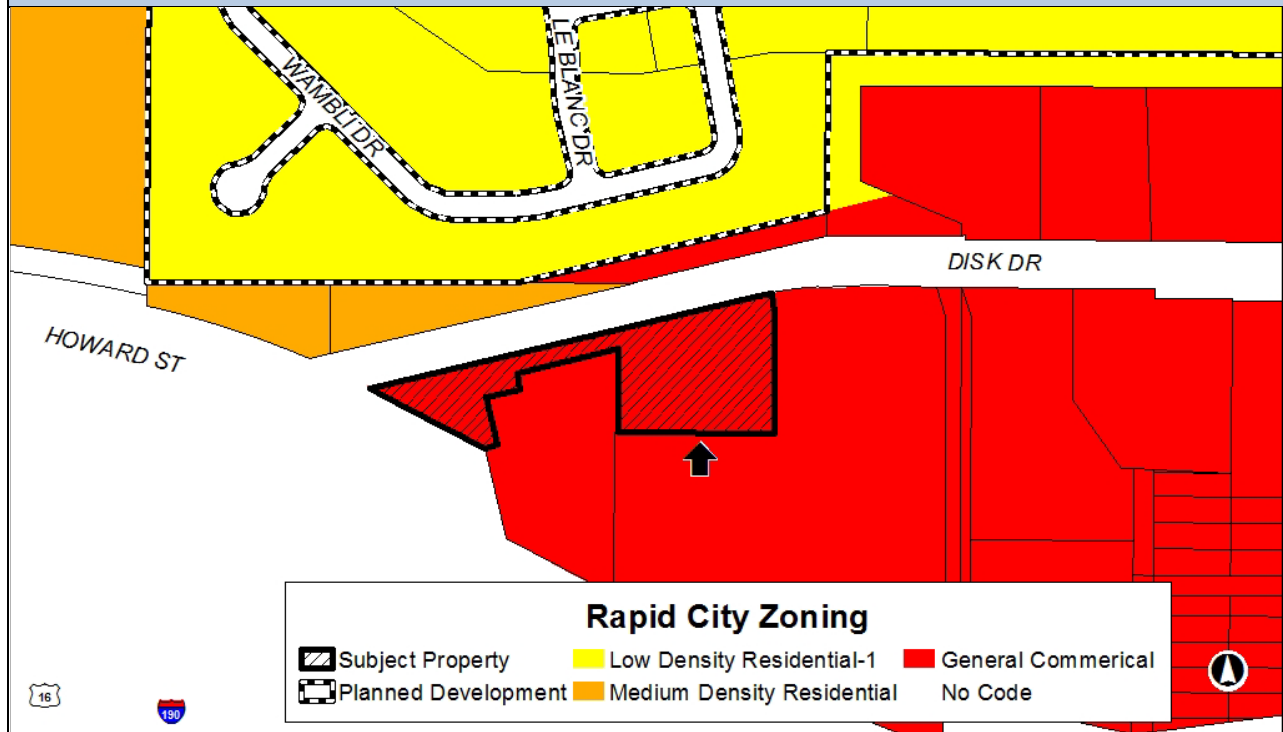 WAMBLI DR
LE BLANC DR
DISK DR
HOWARD ST
Rapid City Zoning
Subject Property
Low Density Residential-1
General Commerical
Planned Development
Medium Density Residential
No Code
16
190